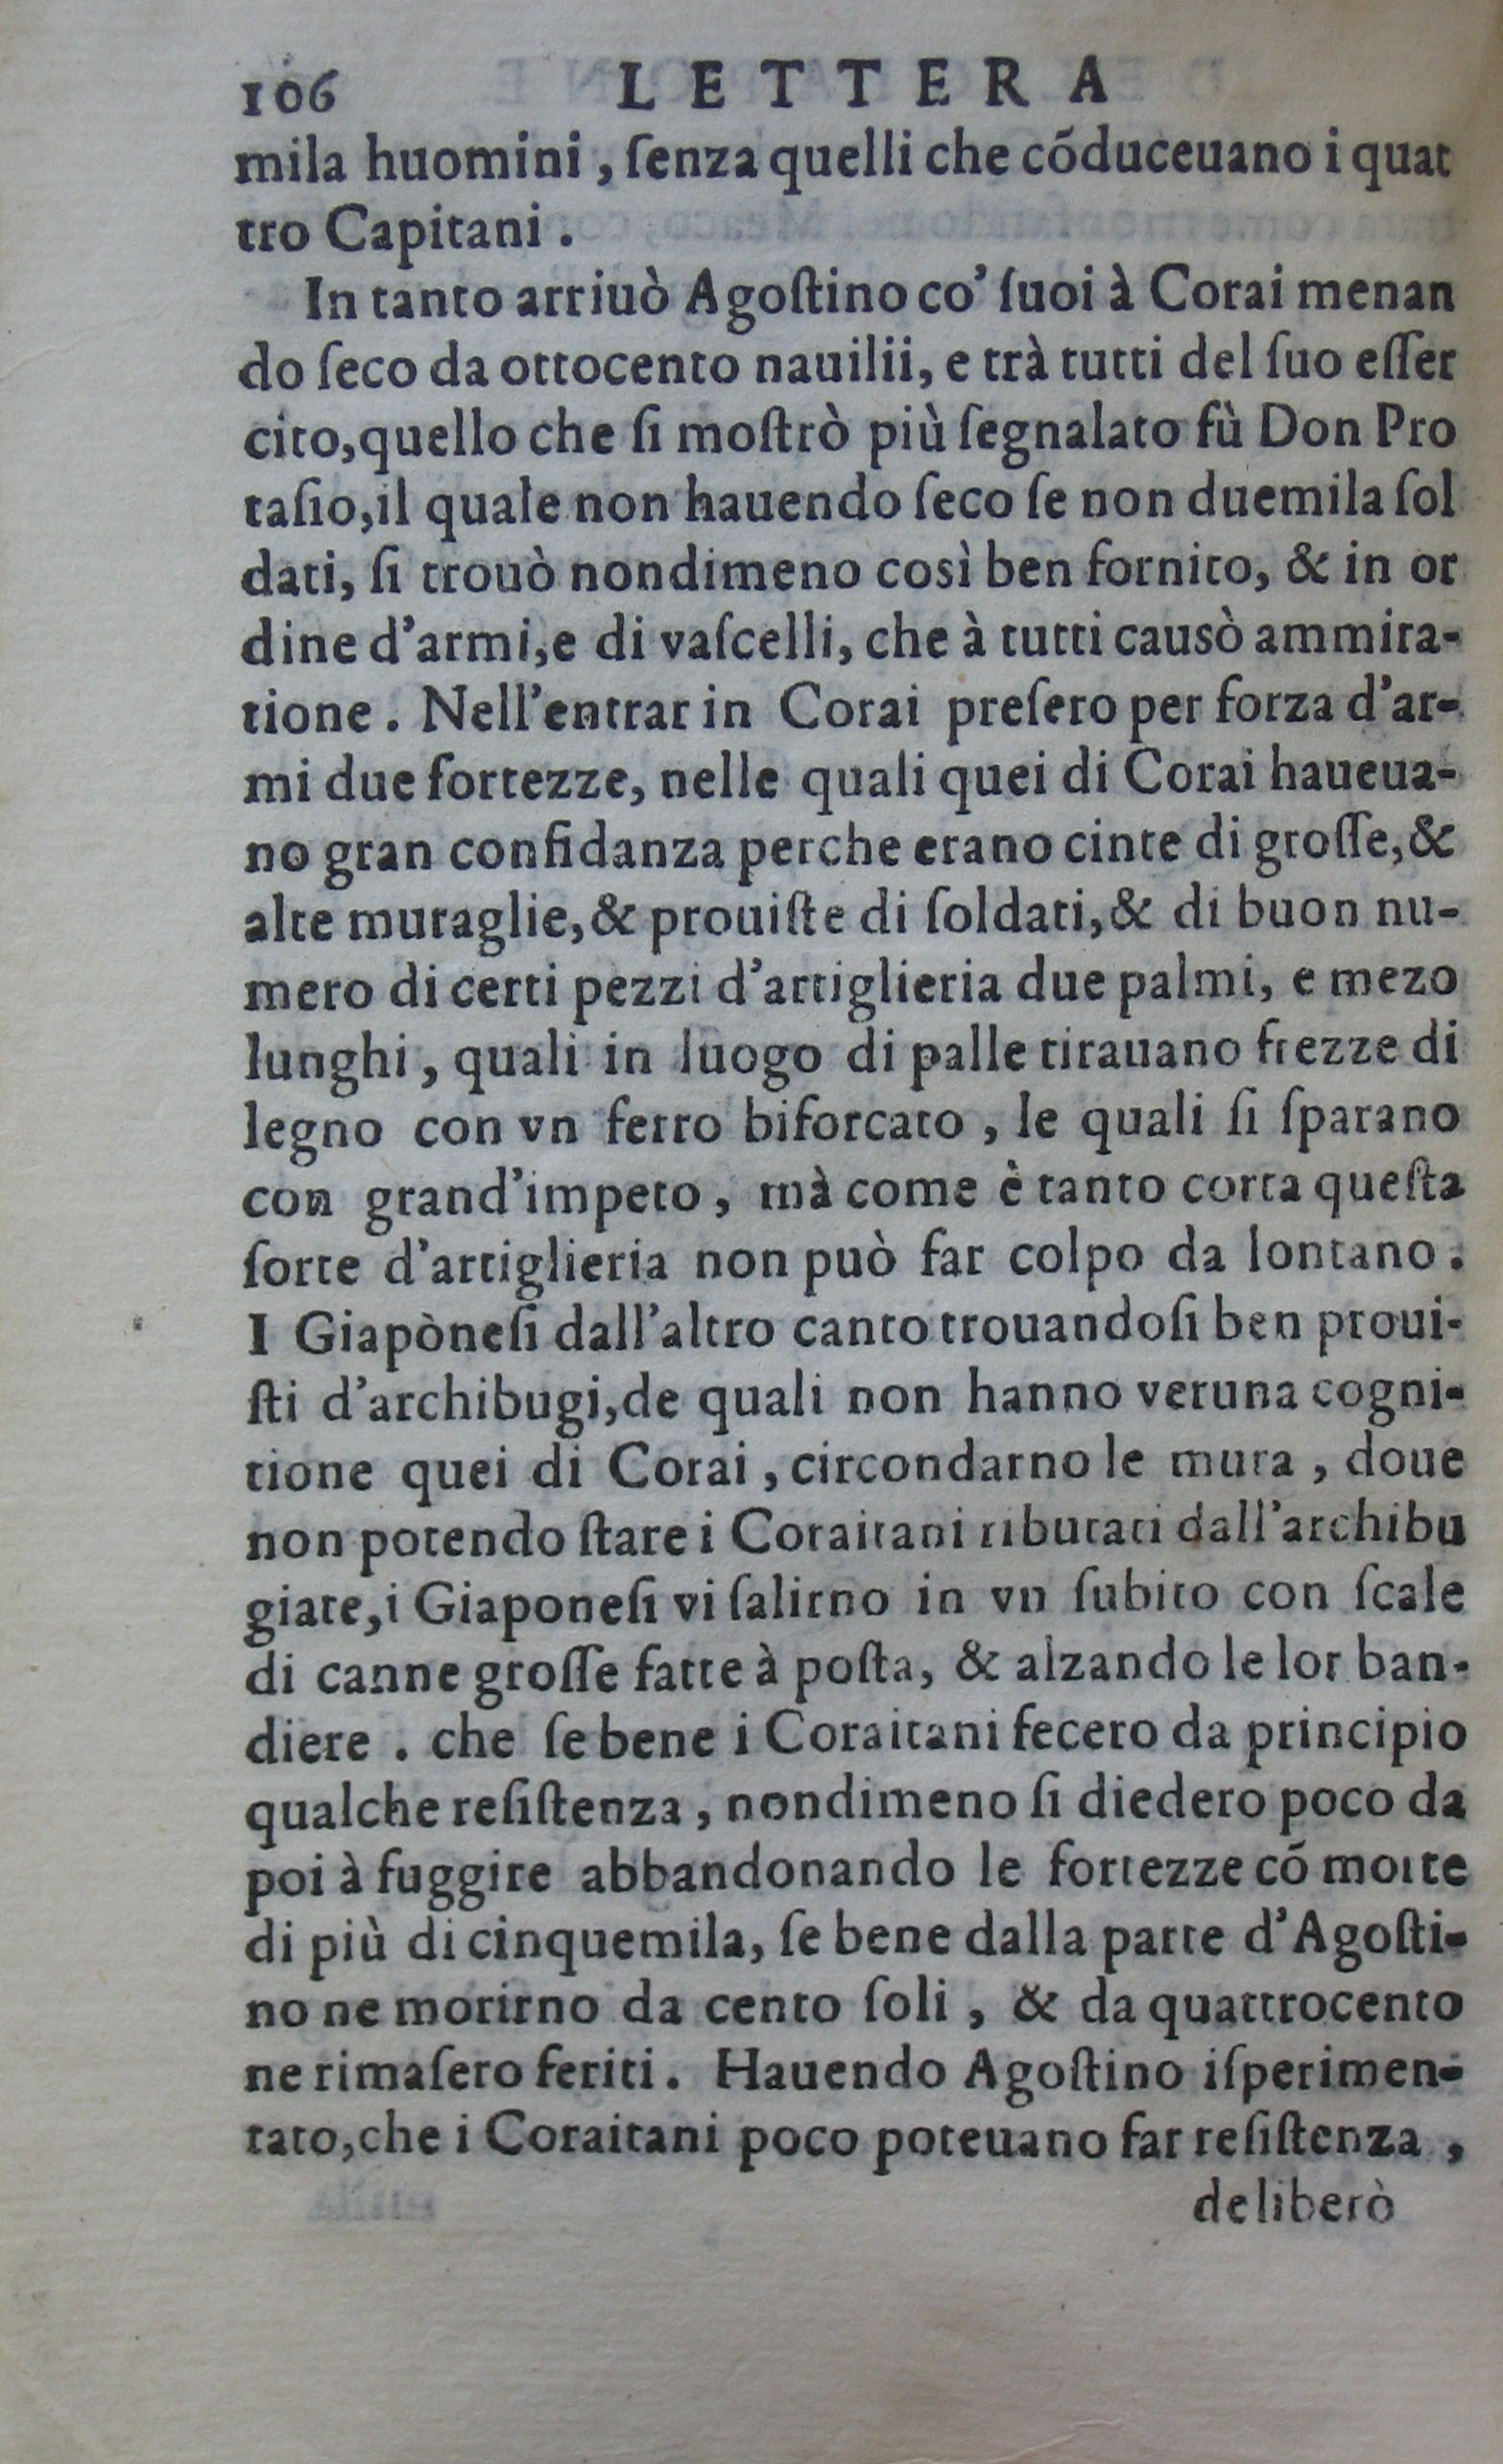 106 LETTERA
mila huomini, ſenza quelli che cõduceuano i quat
tro Capitani.
In tanto arriuò Agoſtino co' ſuoi à Corai menan
do ſeco da ottocento nauilii, e trà tutti del ſuo eſſer
cito, quello che ſi moſtrò più ſegnalato fù Don Pro
taſio, il quale non hauendo ſeco ſe non duemila ſol
dati, ſi trouò nondimeno così ben fornito, & in or
dine d'armi, e di vaſcelli, che à tutti causò ammira-
tione. Nell'entrar in Corai preſero per forza d'ar-
mi due fortezze, nelle quali quei di Corai haueua-
no gran confidanza perche erano cinte di groſſe, &
alte muraglie, & prouiſte di ſoldati, & di buon nu-
mero di certi pezzi d'artiglieria due palmi, e mezo
lunghi, quali in luogo di palle tirauano frezze di
legno con vn ferro biforcato, le quali ſi ſparano
con grand'impeto, mà come è tanto corta queſta
ſorte d'artiglieria non può far colpo da lontano.
I Giapòneſi dall'altro canto trouandoſi ben proui-
ſti d'archibugi, de quali non hanno veruna cogni-
tione quei di Corai, circondarno le mura, doue
non potendo ſtare i Coraitani ributati dall'archibu
giate, i Giaponeſi vi ſalirno in vn ſubito con ſcale
di canne groſſe fatte à poſta, & alzando le lor ban-
diere. che ſe bene i Coraitani fecero da principio
qualche reſiſtenza, nondimeno ſi diedero poco da
poi à fuggire abbandonando le fortezze cõ morte
di più di cinquemila, ſe bene dalla parte d'Agoſti-
no ne morirno da cento ſoli, & da quattrocento
ne rimaſero feriti. Hauendo Agoſtino iſperimen-
tato, che i Coraitani poco poteuano far reſiſtenza,
deliberò